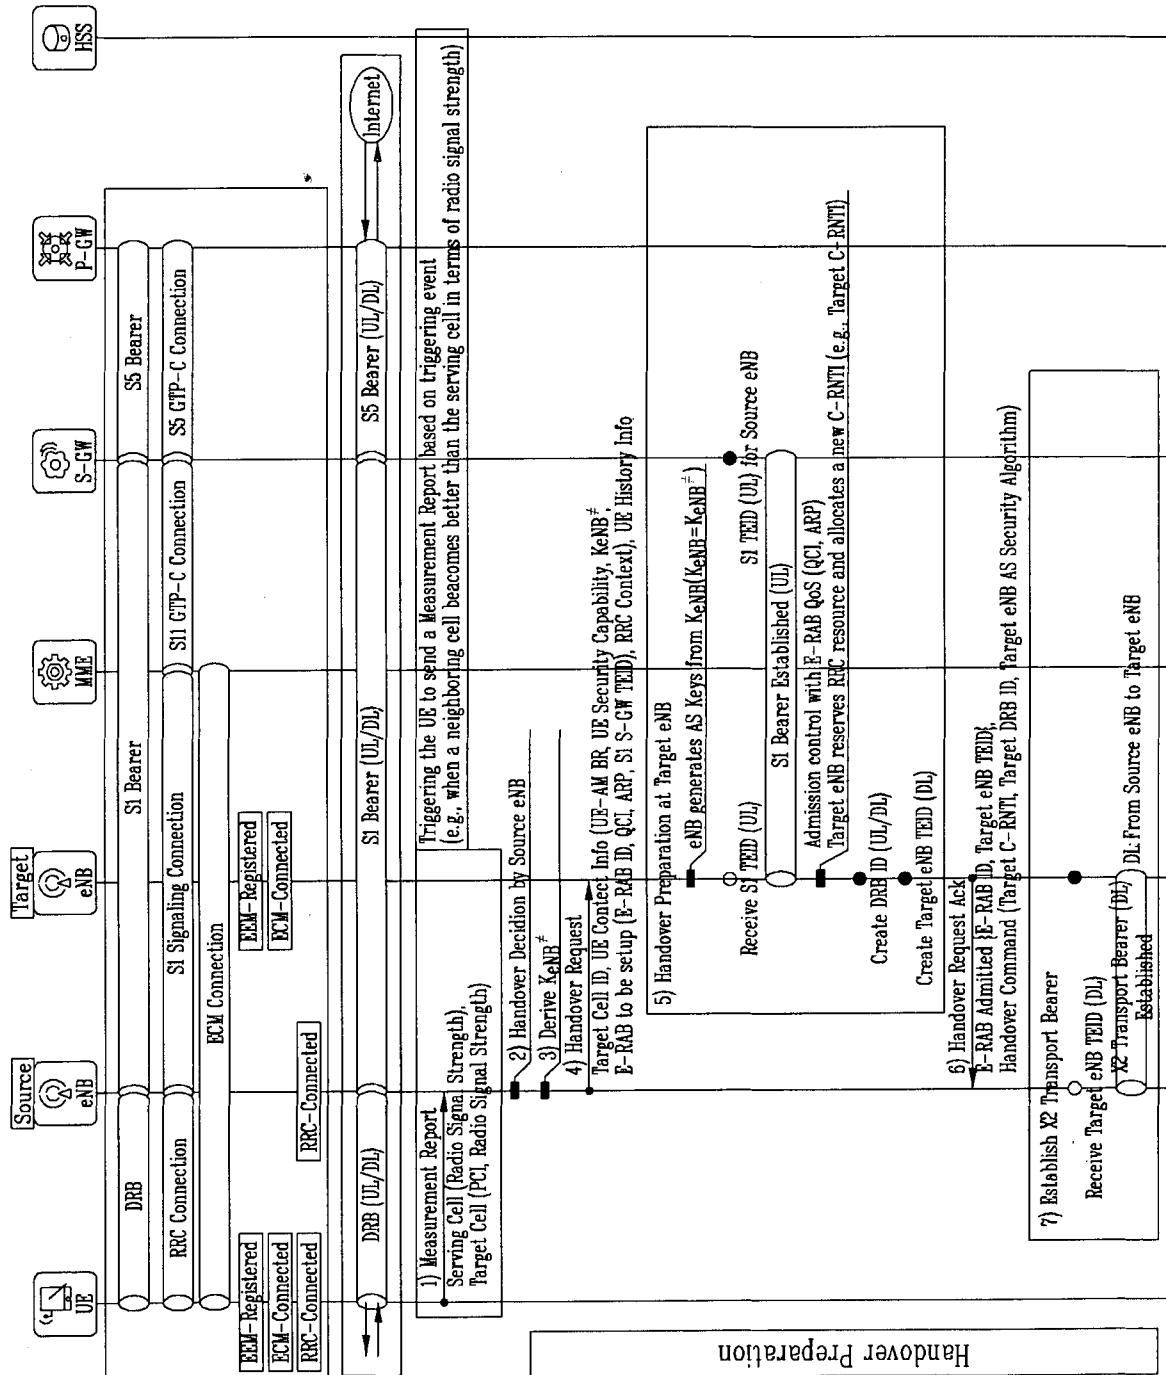 UE
Source
eNB
Target
eNB
MME
S-GW
P-GW
HSS
DRB
S1 Bearer
S5 Bearer
RRC Connection
S1 Signaling Connection
S11 GTP-C Connection
S5 GTP-C Connection
ECM Connection
EEM-Registered
EEM-Registered
ECM-Connected
ECM-Connected
RRC-Connected
RRC-Connected
DRB (UL/DL)
S1 Bearer (UL/DL)
S5 Bearer (UL/DL)
Internet
1) Measurement Report
Serving Cell (Radio Signal Strength),
Target Cell (PCI, Radio Signal Strength)
Triggering the UE to send a Measurement Report based on triggering event
(e.g., when a neighboring cell beacomes better than the serving cell in terms of radio signal strength)
Handover Preparation
2) Handover Decidion by Source eNB
3) Derive KeNB≠
4) Handover Request
Target Cell ID, UE Contect Info (UE-AM BR, UE Security Capability, KeNB≠,
E-RAB to be setup (E-RAB ID, QCI, ARP, S1 S-GW TEID), RRC Context), UE History Info
5) Handover Preparation at Target eNB
eNB generates AS Keys from KeNB(KeNB=KeNB≠)
Receive S1 TEID (UL)
S1 TEID (UL) for Source eNB
S1 Bearer Established (UL)
Admission control with E-RAB QoS (QCI, ARP)
Target eNB reserves RRC resource and allocates a new C-RNTI (e.g., Target C-RNTI)
Create DRB ID (UL/DL)
Create Target eNB TEID (DL)
6) Handover Request Ack
E-RAB Admitted {E-RAB ID, Target eNB TEID},
Handover Command (Target C-RNTI, Target DRB ID, Target eNB AS Security Algorithm)
7) Establish X2 Transport Bearer
Receive Target eNB TEID (DL)
X2 Transport Bearer (DL)
Established
DL: From Source eNB to Target eNB